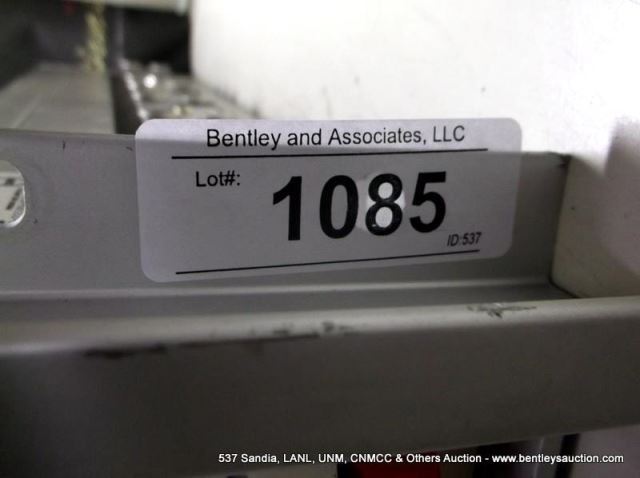 Bentley and Associates, LLC
Lot#:
1085
ID:537
537 Sandia, LANL, UNM, CNMCC & Others Auction - www.bentleysauction.com